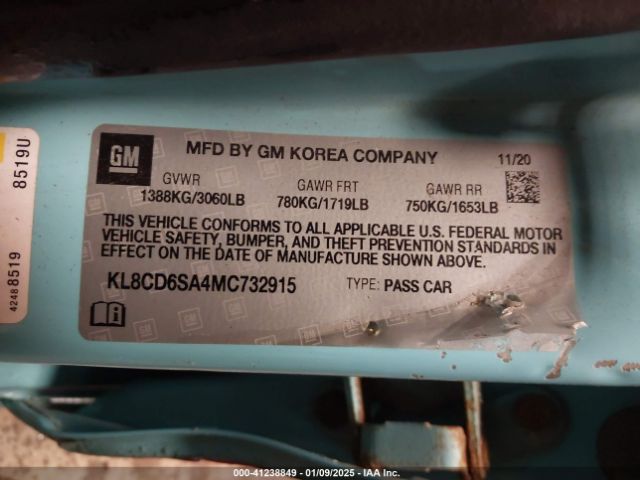 GM
MFD BY GM KOREA COMPANY
11/20
GVWR
GAWR FRT
GAWR RR
1388KG/3060LB
780KG/1719LB
750KG/1653LB
THIS VEHICLE CONFORMS TO ALL APPLICABLE U.S. FEDERAL MOTOR
VEHICLE SAFETY, BUMPER, AND THEFT PREVENTION STANDARDS IN
EFFECT ON THE DATE OF MANUFACTURE SHOWN ABOVE.
KL8CD6SA4MC732915
TYPE: PASS CAR
8519U
42488519
000-41238849 - 01/09/2025 - IAA Inc.